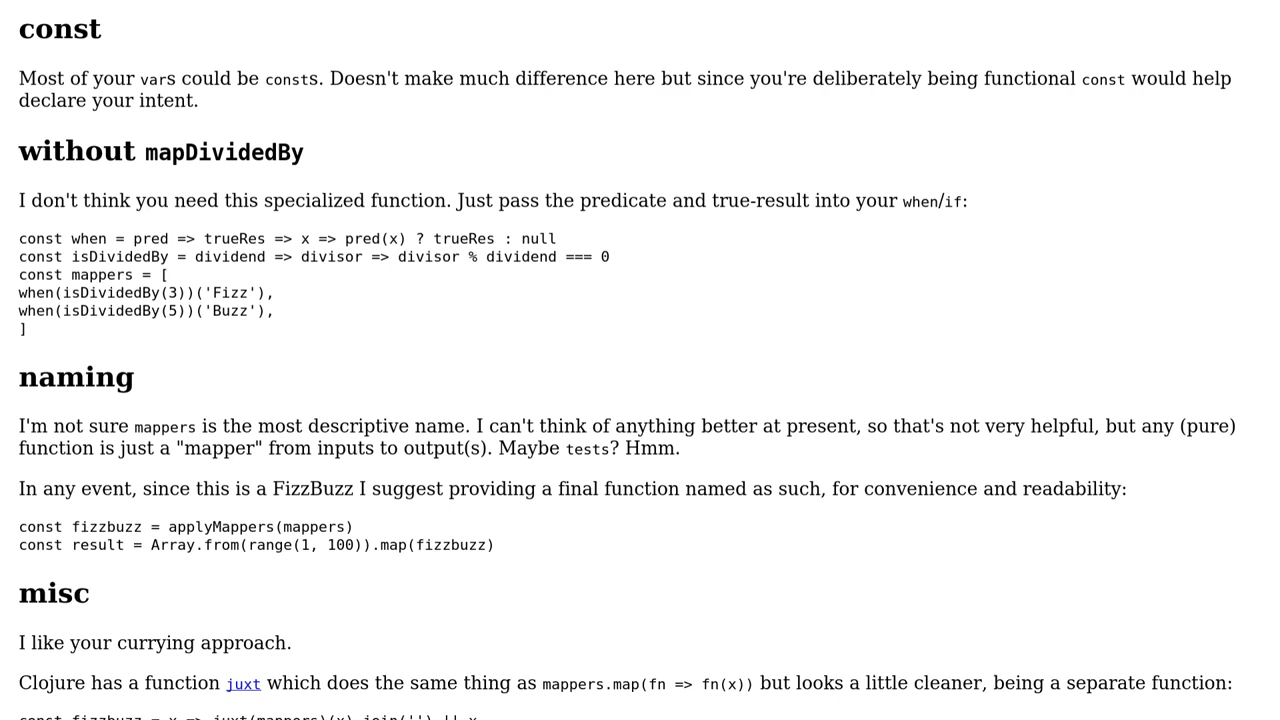 const
Most of your vars could be consts. Doesn't make much difference here but since you're deliberately being functional const would help
declare your intent.
without mapDividedBy
I don't think you need this specialized function. Just pass the predicate and true-result into your when/if:
const when = pred => trueRes => x => pred(x) ? trueRes : null
const isDividedBy = dividend => divisor => divisor % dividend === 0
const mappers = [
when(isDividedBy(3))('Fizz'),
when(isDividedBy(5))('Buzz'),
]
naming
I'm not sure mappers is the most descriptive name. I can't think of anything better at present, so that's not very helpful, but any (pure)
function is just a "mapper" from inputs to output(s). Maybe tests? Hmm.
In any event, since this is a FizzBuzz I suggest providing a final function named as such, for convenience and readability:
const fizzbuzz = applyMappers(mappers)
const result = Array.from(range(1, 100)).map(fizzbuzz)
misc
I like your currying approach.
Clojure has a function juxt which does the same thing as mappers.map(fn => fn(x)) but looks a little cleaner, being a separate function:
const fizzbuzz = x => juxt(mappers)(x).join('') || x